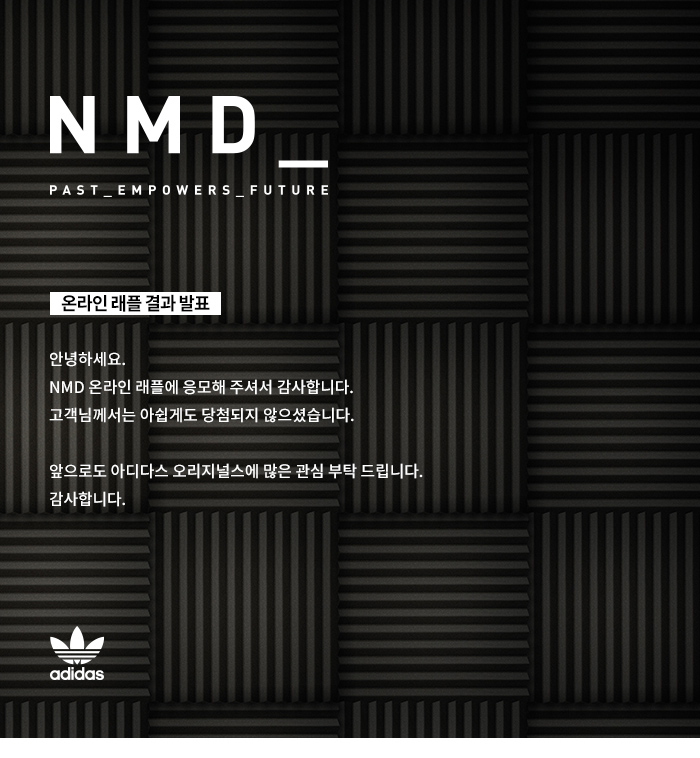 NMD_
PAST_EMPOWERS_FUTURE
온라인 래플 결과 발표
안녕하세요.
NMD 온라인 래플에 응모해 주셔서 감사합니다.
고객님께서는 아쉽게도 당첨되지 않으셨습니다.
앞으로도 아디다스 오리지널스에 많은 관심 부탁 드립니다.
감사합니다.
adidas